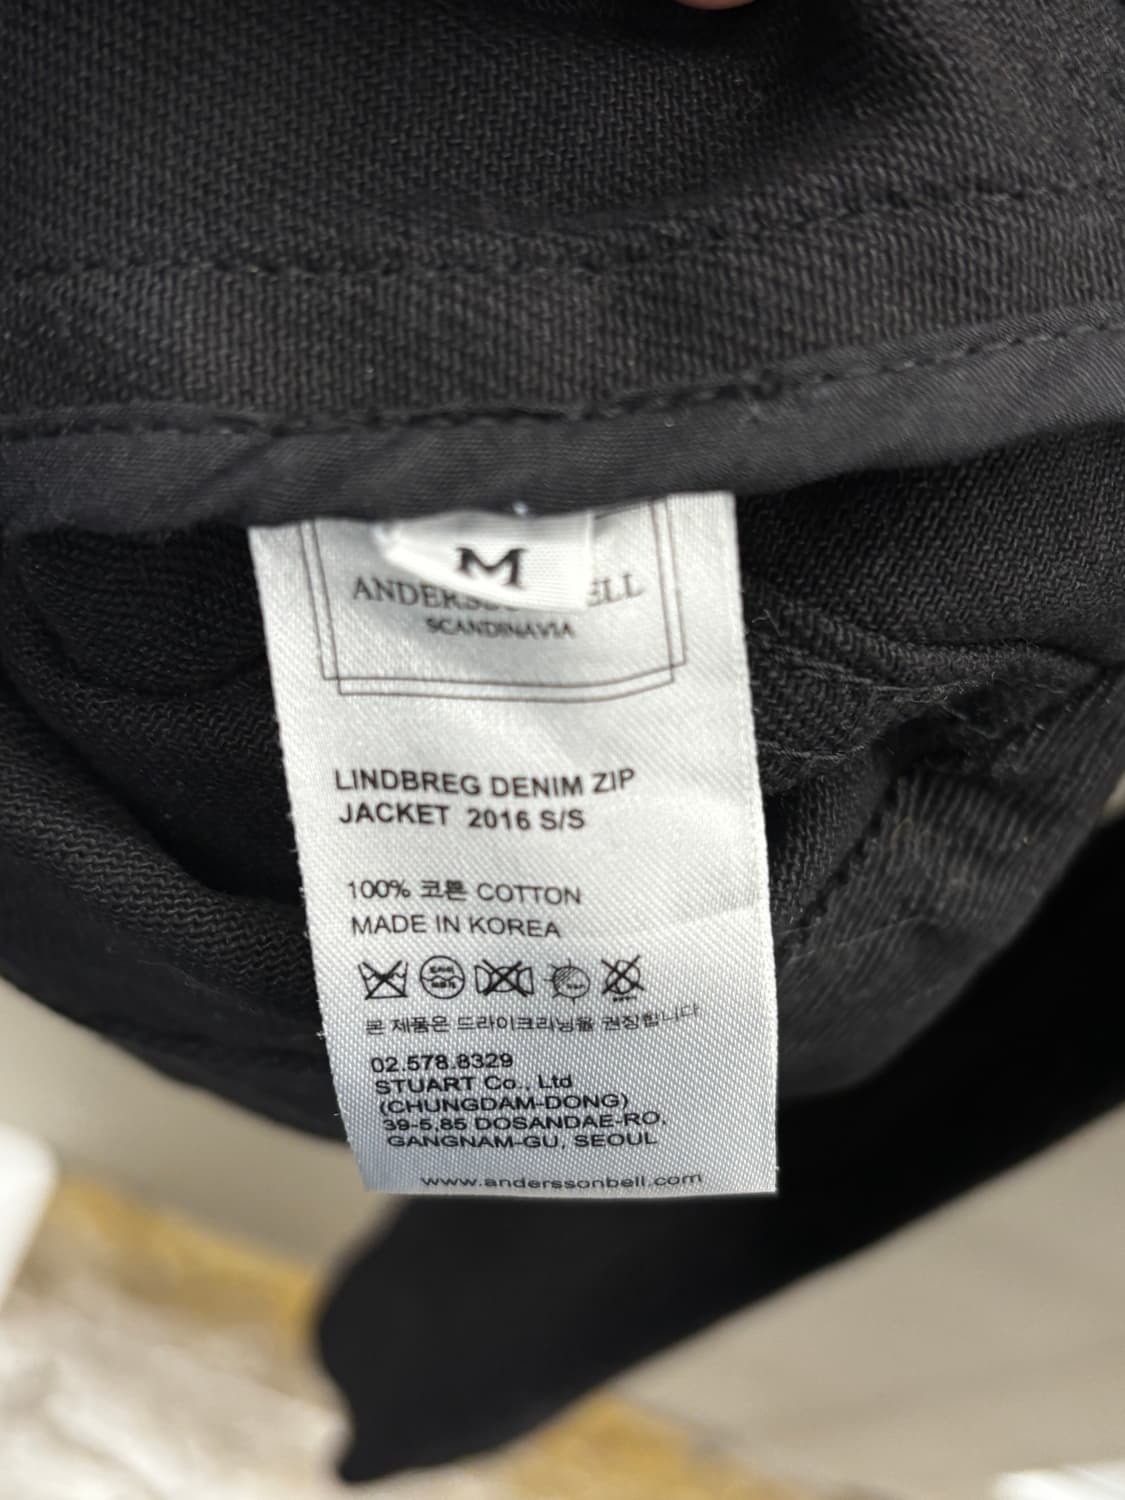 M
SCANDINAVIA
LINDBREG DENIM ZIP
JACKET 2016 S/S
100% 코튼 COTTON
MADE IN KOREA
본 제품은 드라이크리닝을 권장합니다
02.578.8329
STUART Co., Ltd
(CHUNGDAM-DONG)
39-5,85 DOSANDAE-RO,
GANGNAM-GU, SEOUL
www.anderssonbell.com